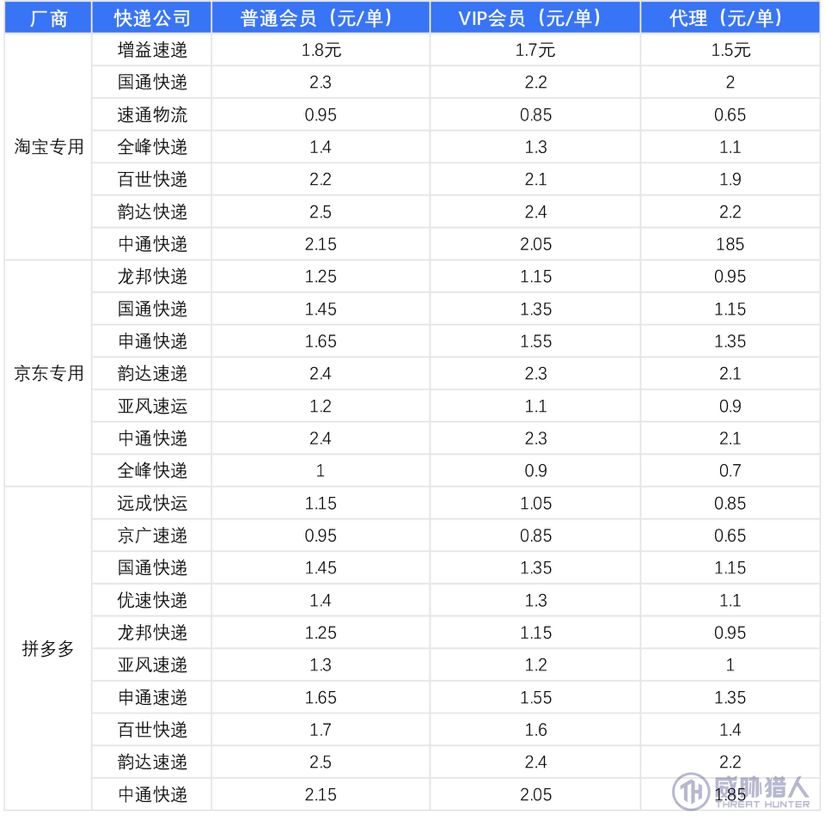 厂商 快递公司 普通会员（元/单） VIP会员（元/单） 代理（元/单）
增益速递 1.8元 1.7元 1.5元
国通快递 2.3 2.2 2
速通物流 0.95 0.85 0.65
淘宝专用 全峰快递 1.4 1.3 1.1
百世快递 2.2 2.1 1.9
韵达快递 2.5 2.4 2.2
中通快递 2.15 2.05 185
龙邦快递 1.25 1.15 0.95
国通快递 1.45 1.35 1.15
申通快递 1.65 1.55 1.35
京东专用 韵达速递 2.4 2.3 2.1
亚风速运 1.2 1.1 0.9
中通快递 2.4 2.3 2.1
全峰快递 1 0.9 0.7
远成快运 1.15 1.05 0.85
京广速递 0.95 0.85 0.65
国通快递 1.45 1.35 1.15
优速快递 1.4 1.3 1.1
龙邦快递 1.25 1.15 0.95
拼多多 亚风速递 1.3 1.2 1
申通速递 1.65 1.55 1.35
百世快递 1.7 1.6 1.4
韵达速递 2.5 2.4 2.2
中通快递 2.15 2.05 1.85
威胁猎人
THREAT HUNTER